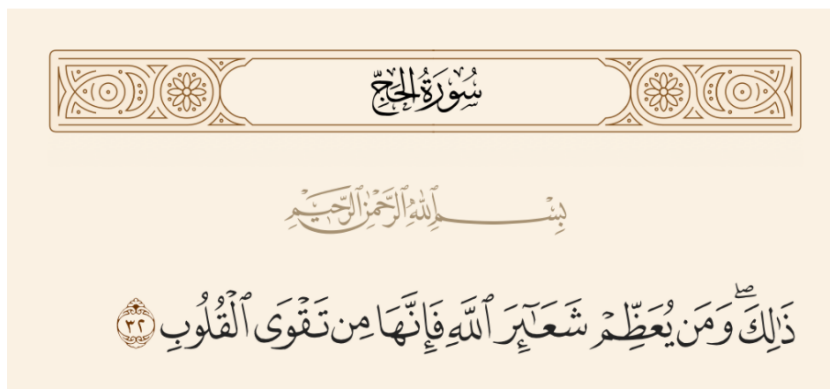 سُورَةُ الحَجِّ
بِسْمِ ٱللَّهِ ٱلرَّحْمَٰنِ ٱلرَّحِيمِ
ذَٰلِكَۖ وَمَن يُعَظِّمْ شَعَـٰٓئِرَ ٱللَّهِ فَإِنَّهَا مِن تَقْوَى ٱلْقُلُوبِ ٣٢